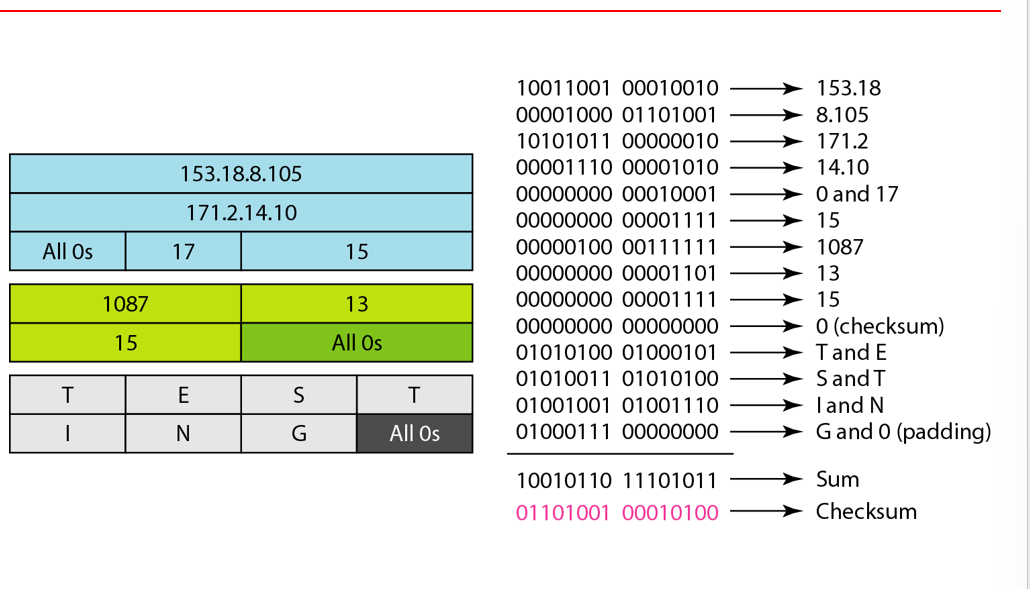 153.18.8.105
171.2.14.10
All 0s 17 15
1087 13
15 All 0s
T E S T
I N G All 0s
10011001 00010010 153.18
00001000 01101001 8.105
10101011 00000010 171.2
00001110 00001010 14.10
00000000 00010001 0 and 17
00000000 00001111 15
00000100 00111111 1087
00000000 00001101 13
00000000 00001111 15
00000000 00000000 0 (checksum)
01010100 01000101 T and E
01010011 01010100 S and T
01001001 01001110 I and N
01000111 00000000 G and 0 (padding)
10010110 11101011 Sum
01101001 00010100 Checksum